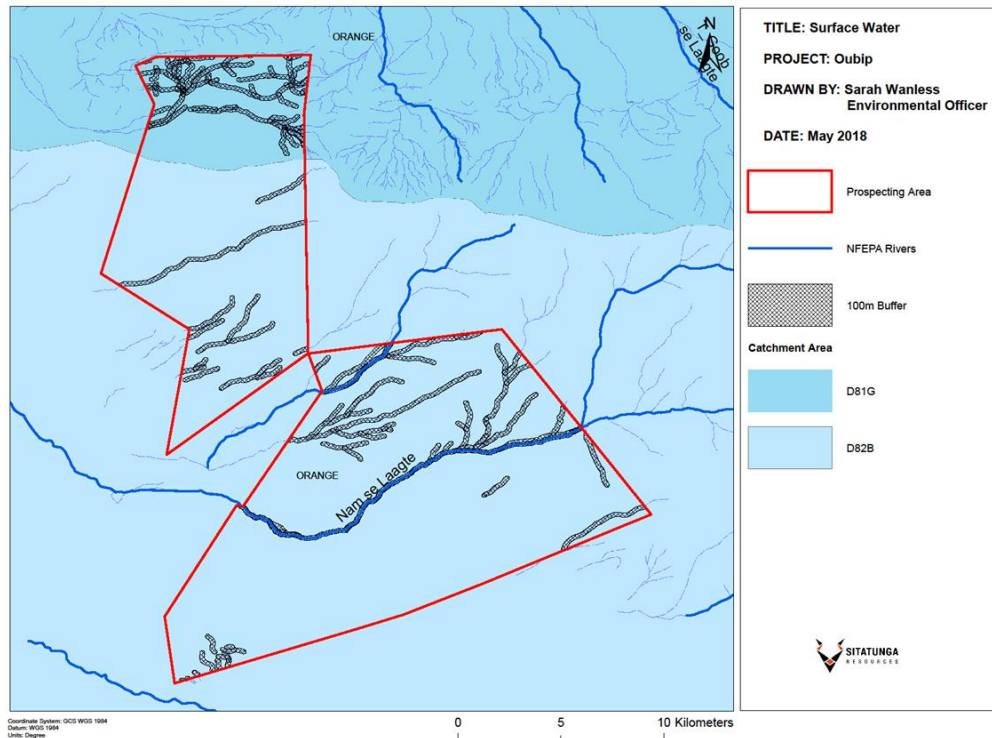 ORANGE
N
Goob
se Laagte
ORANGE
Nam se Laagte
TITLE: Surface Water
PROJECT: Oubip
DRAWN BY: Sarah Wanless
Environmental Officer
DATE: May 2018
Prospecting Area
NFEPA Rivers
100m Buffer
Catchment Area
D81G
D82B
SITATUNGA
RESOURCES
Coordinate System: GCS WGS 1984
Datum: WGS 1984
Units: Degree
0 5 10 Kilometers